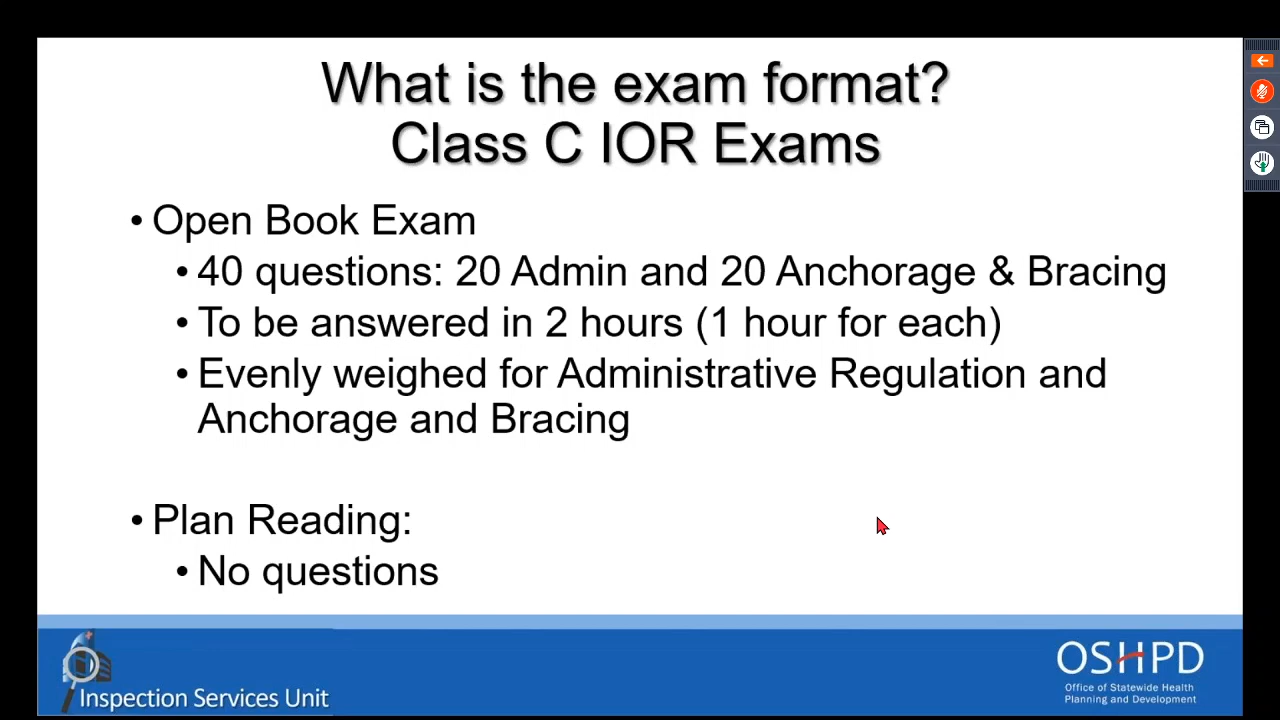 What is the exam format?
Class C IOR Exams
• Open Book Exam
• 40 questions: 20 Admin and 20 Anchorage & Bracing
• To be answered in 2 hours (1 hour for each)
• Evenly weighed for Administrative Regulation and
Anchorage and Bracing
• Plan Reading:
• No questions
Inspection Services Unit
OSHPD
Office of Statewide Health
Planning and Development